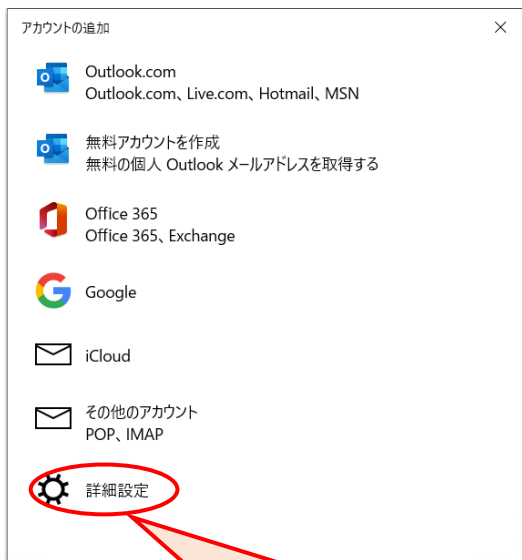 アカウントの追加
Outlook.com
Outlook.com、Live.com、Hotmail、MSN
無料アカウントを作成
無料の個人 Outlook メールアドレスを取得する
Office 365
Office 365、Exchange
Google
iCloud
その他のアカウント
POP、IMAP
詳細設定